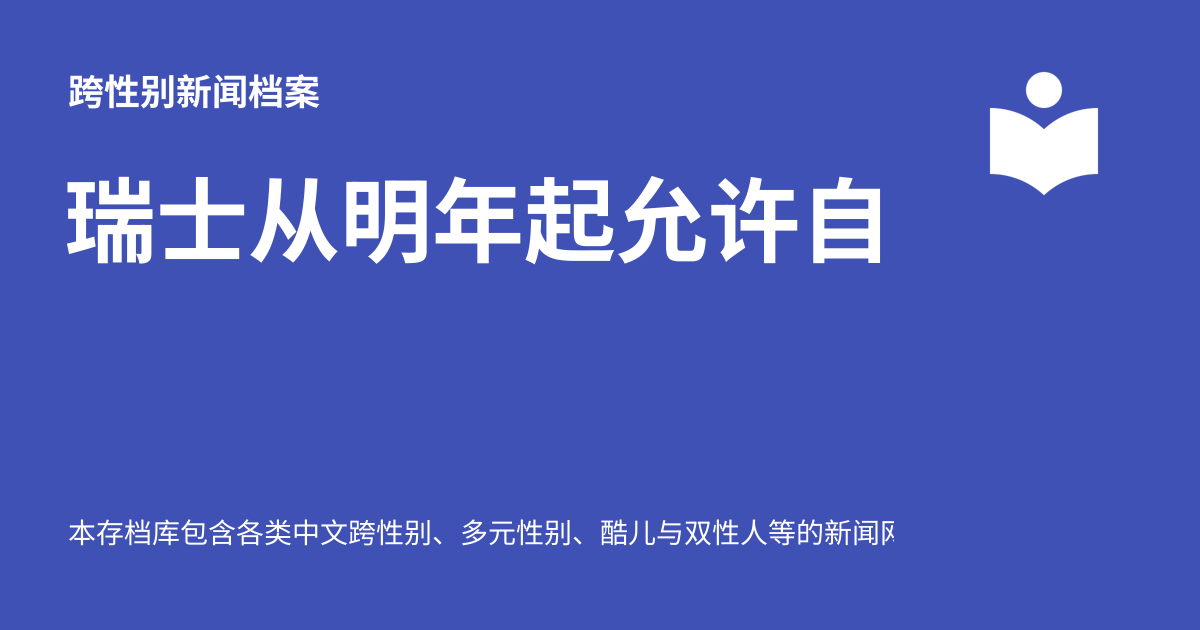 跨性别新闻档案
瑞士从明年起允许自
本存档库包含各类中文跨性别、多元性别、酷儿与双性人等的新闻